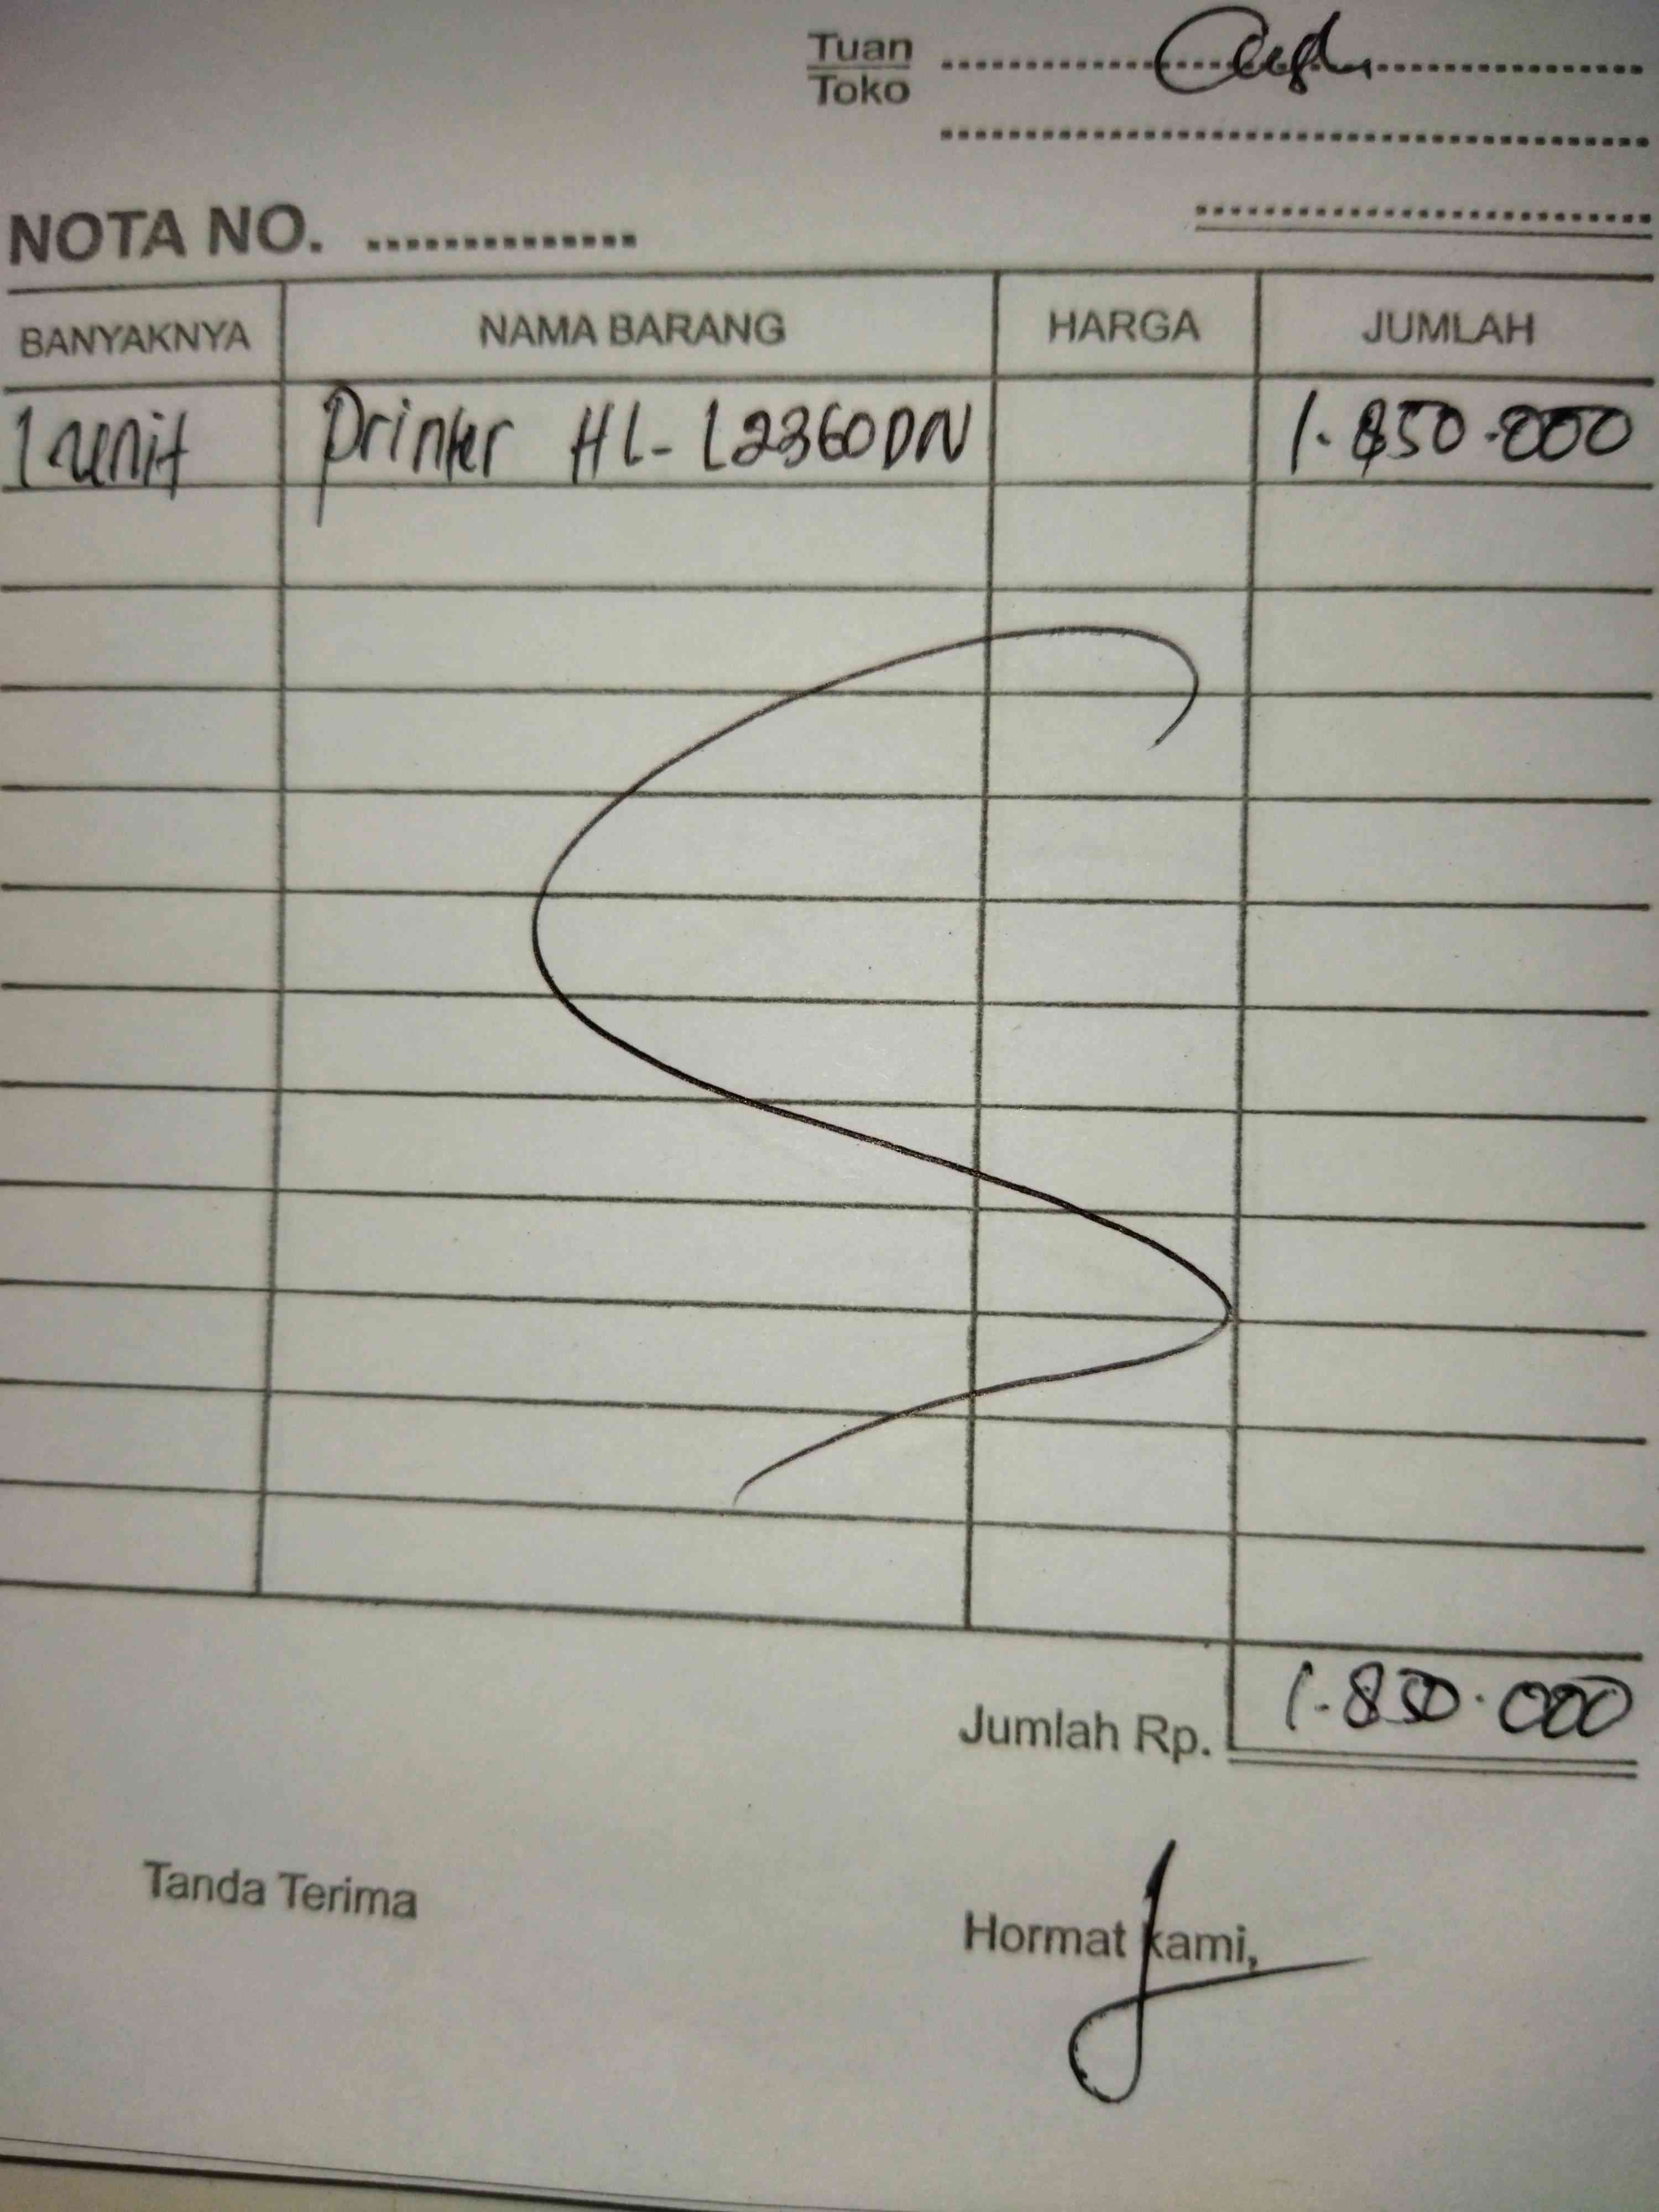 Tuan
Toko
Cash
NOTA NO.
BANYAKNYA NAMA BARANG HARGA JUMLAH
1 unit Printer HL-L2360DN 1.850.000
Jumlah Rp. 1.850.000
Tanda Terima
Hormat kami,